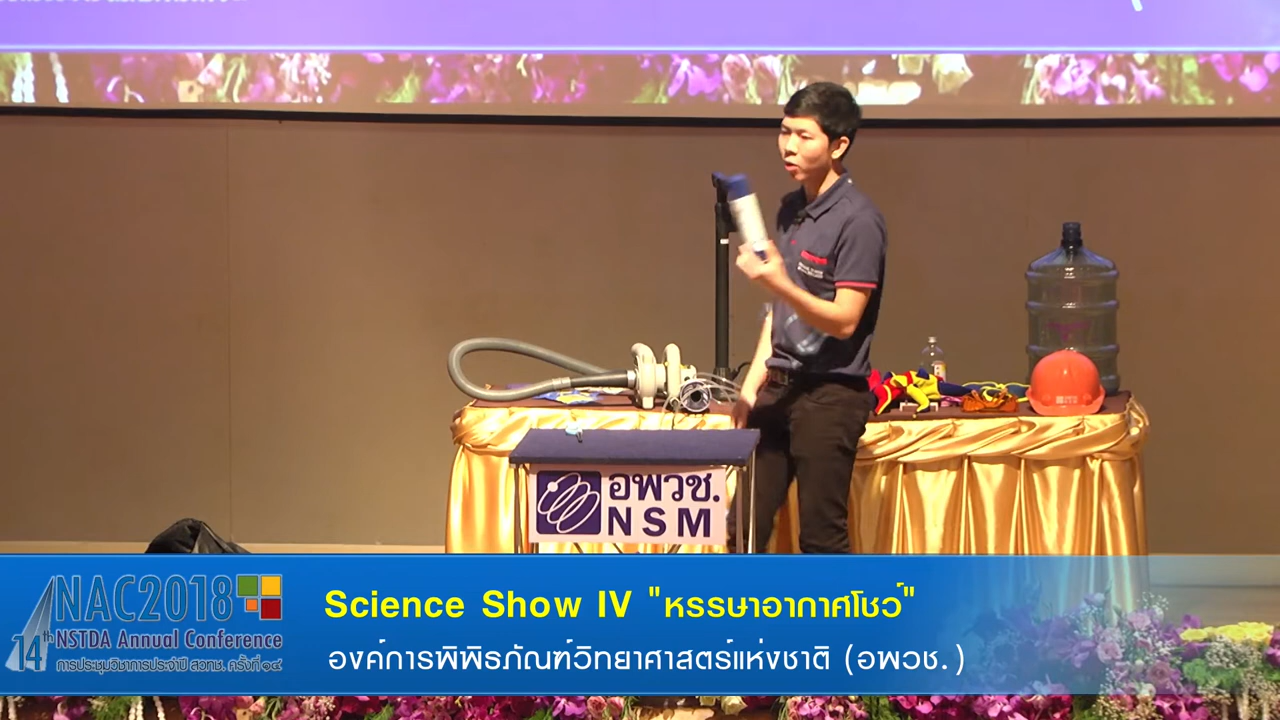 อพวช.
NSM
NAC2018
14th NSTDA Annual Conference
การประชุมวิชาการประจำปี สวทช. ครั้งที่ ๑๔
Science Show IV "หรรษาอากาศโชว์"
องค์การพิพิธภัณฑ์วิทยาศาสตร์แห่งชาติ (อพวช.)